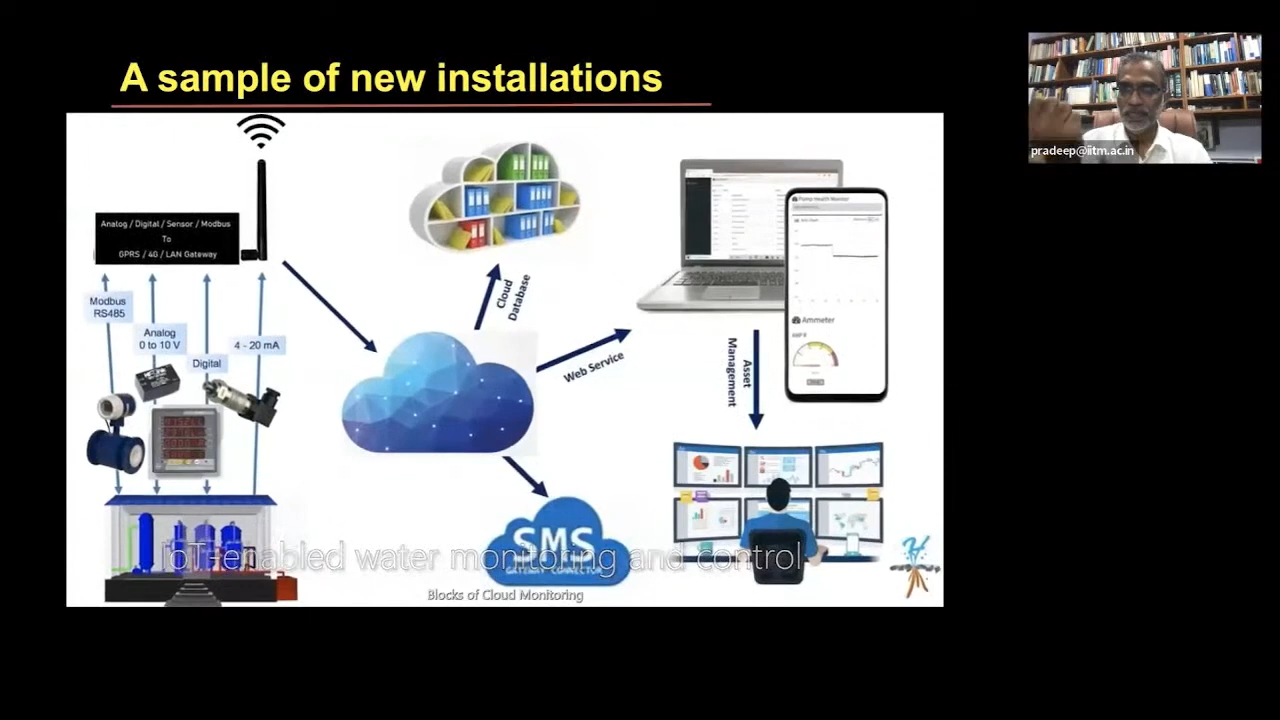 A sample of new installations
pradeep@iitm.ac.in
Analog / Digital / Sensor / Modbus
To
GPRS / 4G / LAN Gateway
Modbus
RS485
Analog
0 to 10 V
Digital
4 - 20 mA
Cloud
Database
Web Service
Pump Health Monitor
Asset
Management
Ammeter
SMS
GATEWAY CONNECTOR
IoT-enabled water monitoring and control
Blocks of Cloud Monitoring